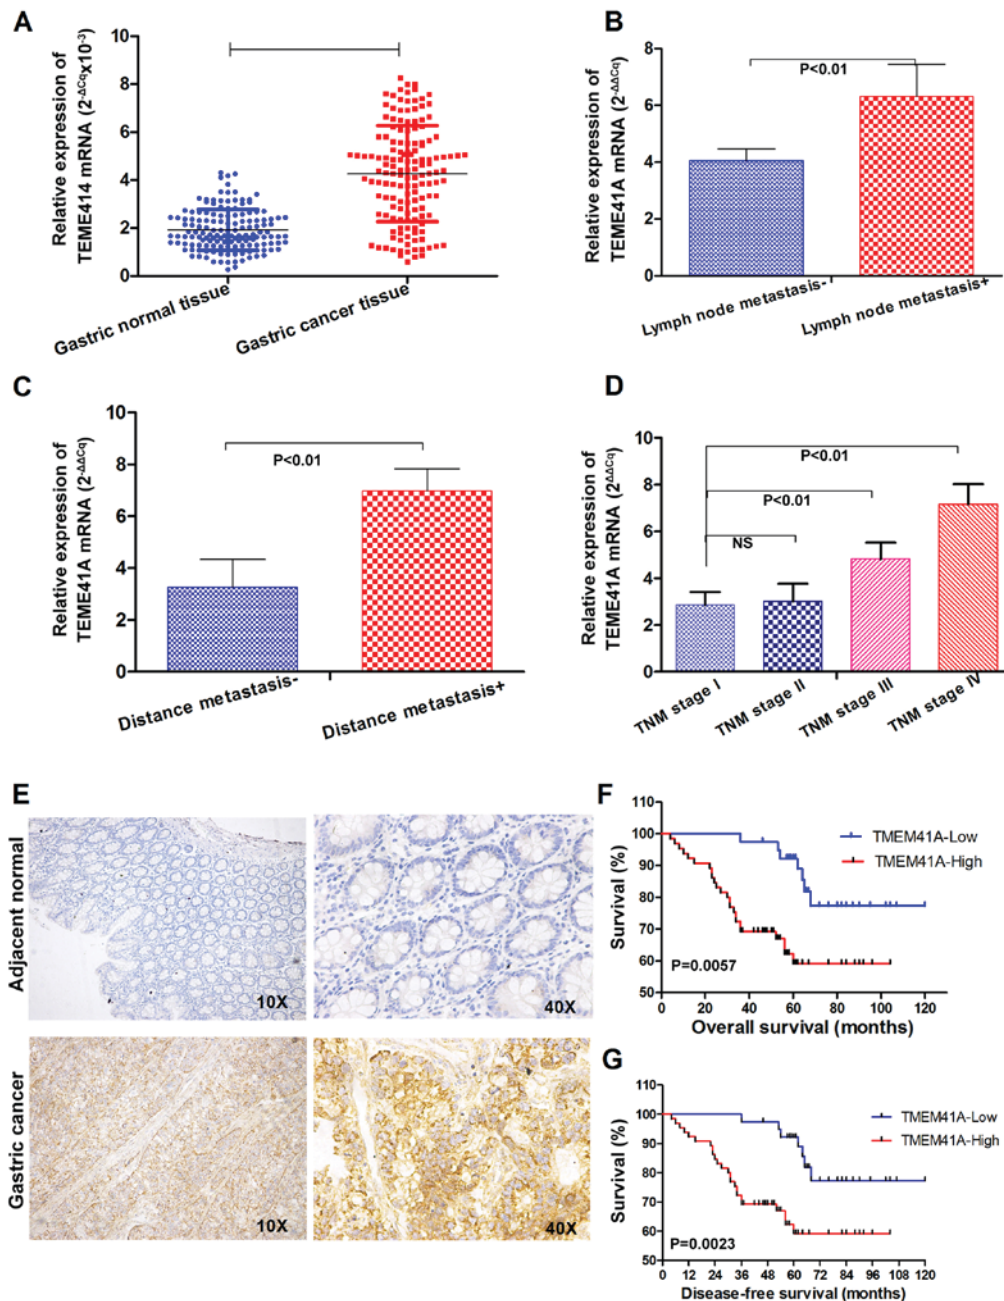 A
Relative expression of
TEME414 mRNA (2-ΔCqx10-3)
10
8
6
4
2
0
Gastric normal tissue
Gastric cancer tissue
B
Relative expression of
TEME41A mRNA (2-ΔΔCq)
8
6
4
2
0
P<0.01
Lymph node metastasis-
Lymph node metastasis+
C
Relative expression of
TEME41A mRNA (2-ΔΔCq)
10
8
6
4
2
0
P<0.01
Distance metastasis-
Distance metastasis+
D
Relative expression of
TEME41A mRNA (2ΔΔCq)
10
8
6
4
2
0
P<0.01
P<0.01
NS
TNM stage I
TNM stage II
TNM stage III
TNM stage IV
E
Adjacent normal
10X
40X
Gastric cancer
10X
40X
F
Survival (%)
110
100
90
80
70
60
50
TMEM41A-Low
TMEM41A-High
P=0.0057
0 20 40 60 80 100 120
Overall survival (months)
G
Survival (%)
110
100
90
80
70
60
50
TMEM41A-Low
TMEM41A-High
P=0.0023
0 12 24 36 48 60 72 84 96 108 120
Disease-free survival (months)